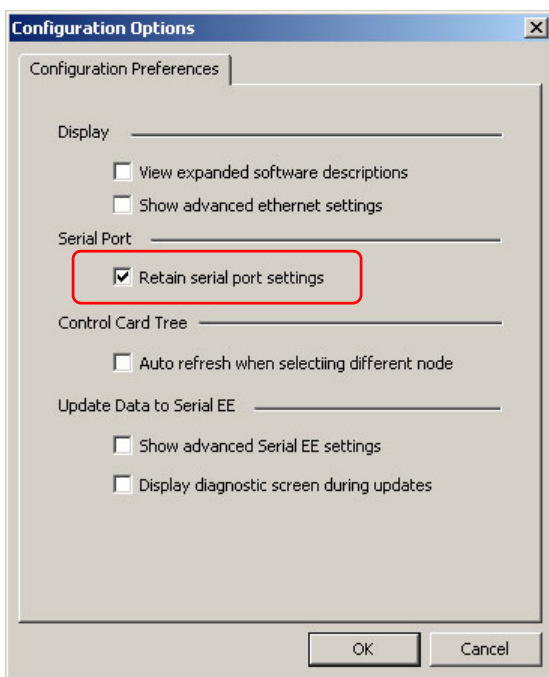 Configuration Options
Configuration Preferences
Display
View expanded software descriptions
Show advanced ethernet settings
Serial Port
Retain serial port settings
Control Card Tree
Auto refresh when selectiing different node
Update Data to Serial EE
Show advanced Serial EE settings
Display diagnostic screen during updates
OK Cancel